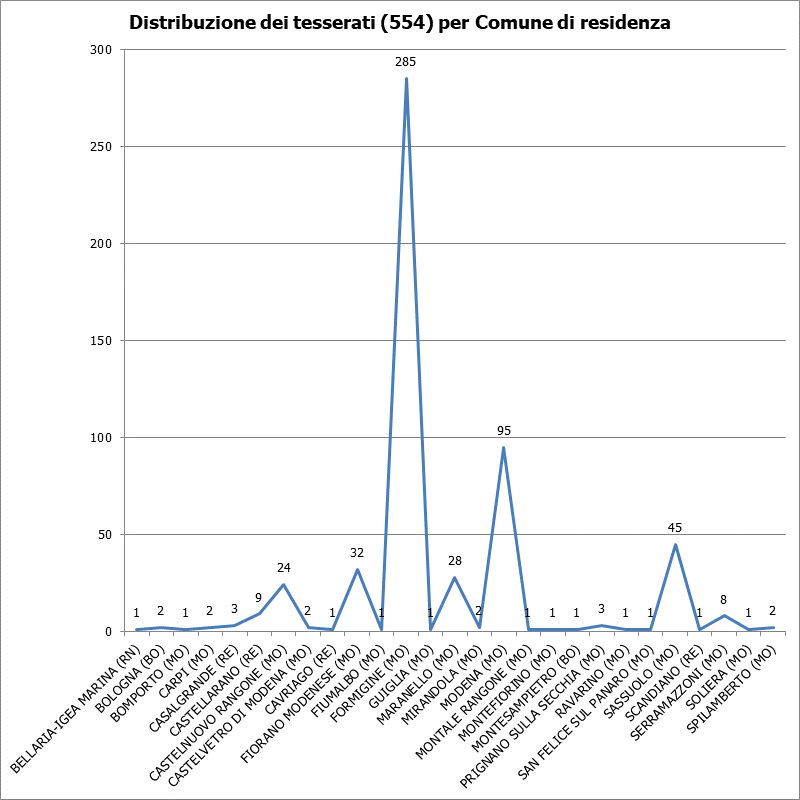 Distribuzione dei tesserati (554) per Comune di residenza
300
250
200
150
100
50
0
1
2
1
2
3
9
24
2
1
32
1
285
1
28
2
95
1
1
1
3
1
1
45
1
8
1
2
BELLARIA-IGEA MARINA (RN)
BOLOGNA (BO)
BOMPORTO (MO)
CARPI (MO)
CASALGRANDE (RE)
CASTELLARANO (RE)
CASTELNUOVO RANGONE (MO)
CASTELVETRO DI MODENA (MO)
CAVRIAGO (RE)
FIORANO MODENESE (MO)
FIUMALBO (MO)
FORMIGINE (MO)
GUIGLIA (MO)
MARANELLO (MO)
MIRANDOLA (MO)
MODENA (MO)
MONTALE RANGONE (MO)
MONTEFIORINO (MO)
MONTESAMPIETRO (BO)
PRIGNANO SULLA SECCHIA (MO)
RAVARINO (MO)
SAN FELICE SUL PANARO (MO)
SASSUOLO (MO)
SCANDIANO (RE)
SERRAMAZZONI (MO)
SOLIERA (MO)
SPILAMBERTO (MO)